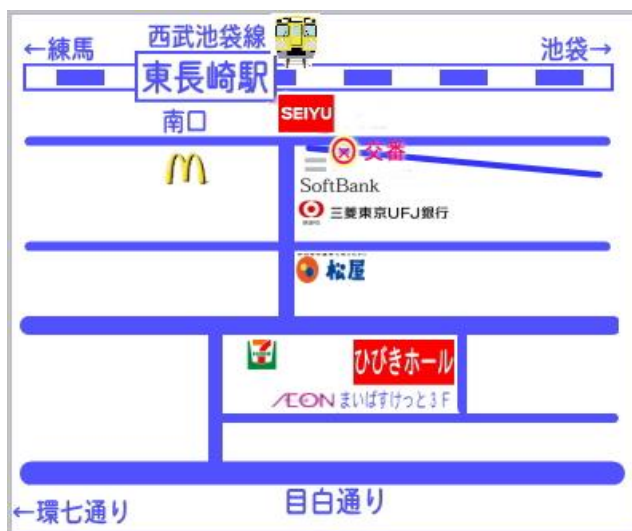 西武池袋線
←練馬
池袋→
東長崎駅
SEIYU
南口
交番
SoftBank
三菱東京UFJ銀行
松屋
ひびきホール
ÆON まいばすけっと3F
目白通り
←環七通り